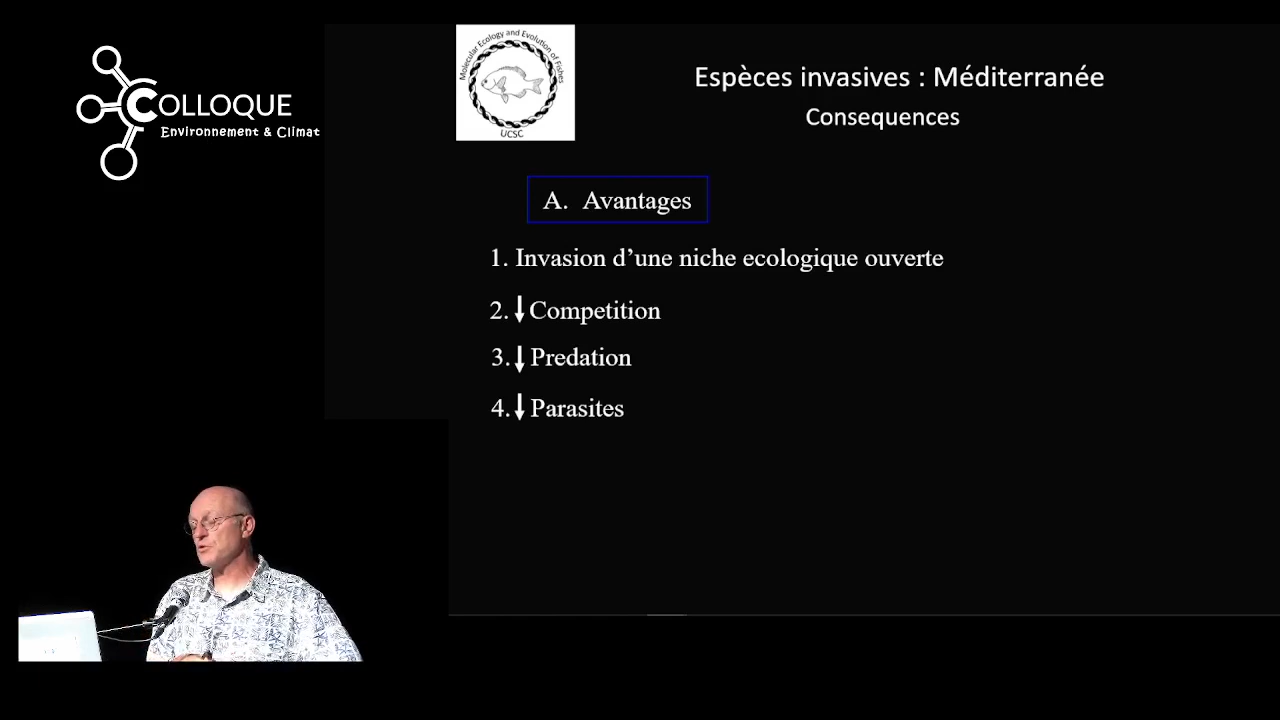 COLLOQUE
Environnement & Climat
Molecular Ecology and Evolution of Fishes
UCSC
Espèces invasives : Méditerranée
Consequences
A. Avantages
1. Invasion d’une niche ecologique ouverte
2. ↓ Competition
3. ↓ Predation
4. ↓ Parasites